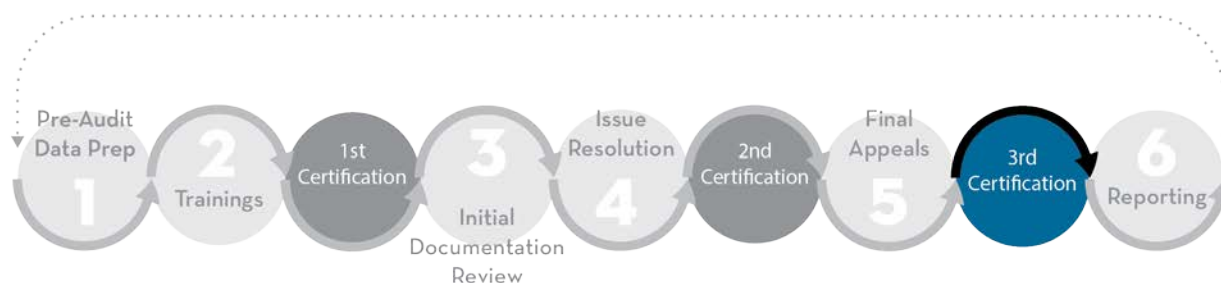 Pre-Audit
Data Prep
1
2
Trainings
1st
Certification
3
Initial
Documentation
Review
Issue
Resolution
4
2nd
Certification
Final
Appeals
5
3rd
Certification
6
Reporting